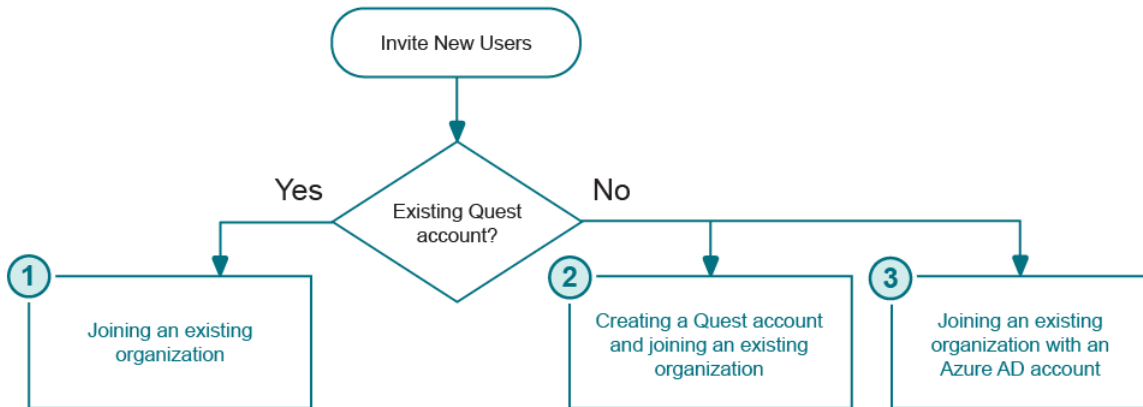 Invite New Users
Yes
No
Existing Quest
account?
1
Joining an existing
organization
2
Creating a Quest account
and joining an existing
organization
3
Joining an existing
organization with an
Azure AD account